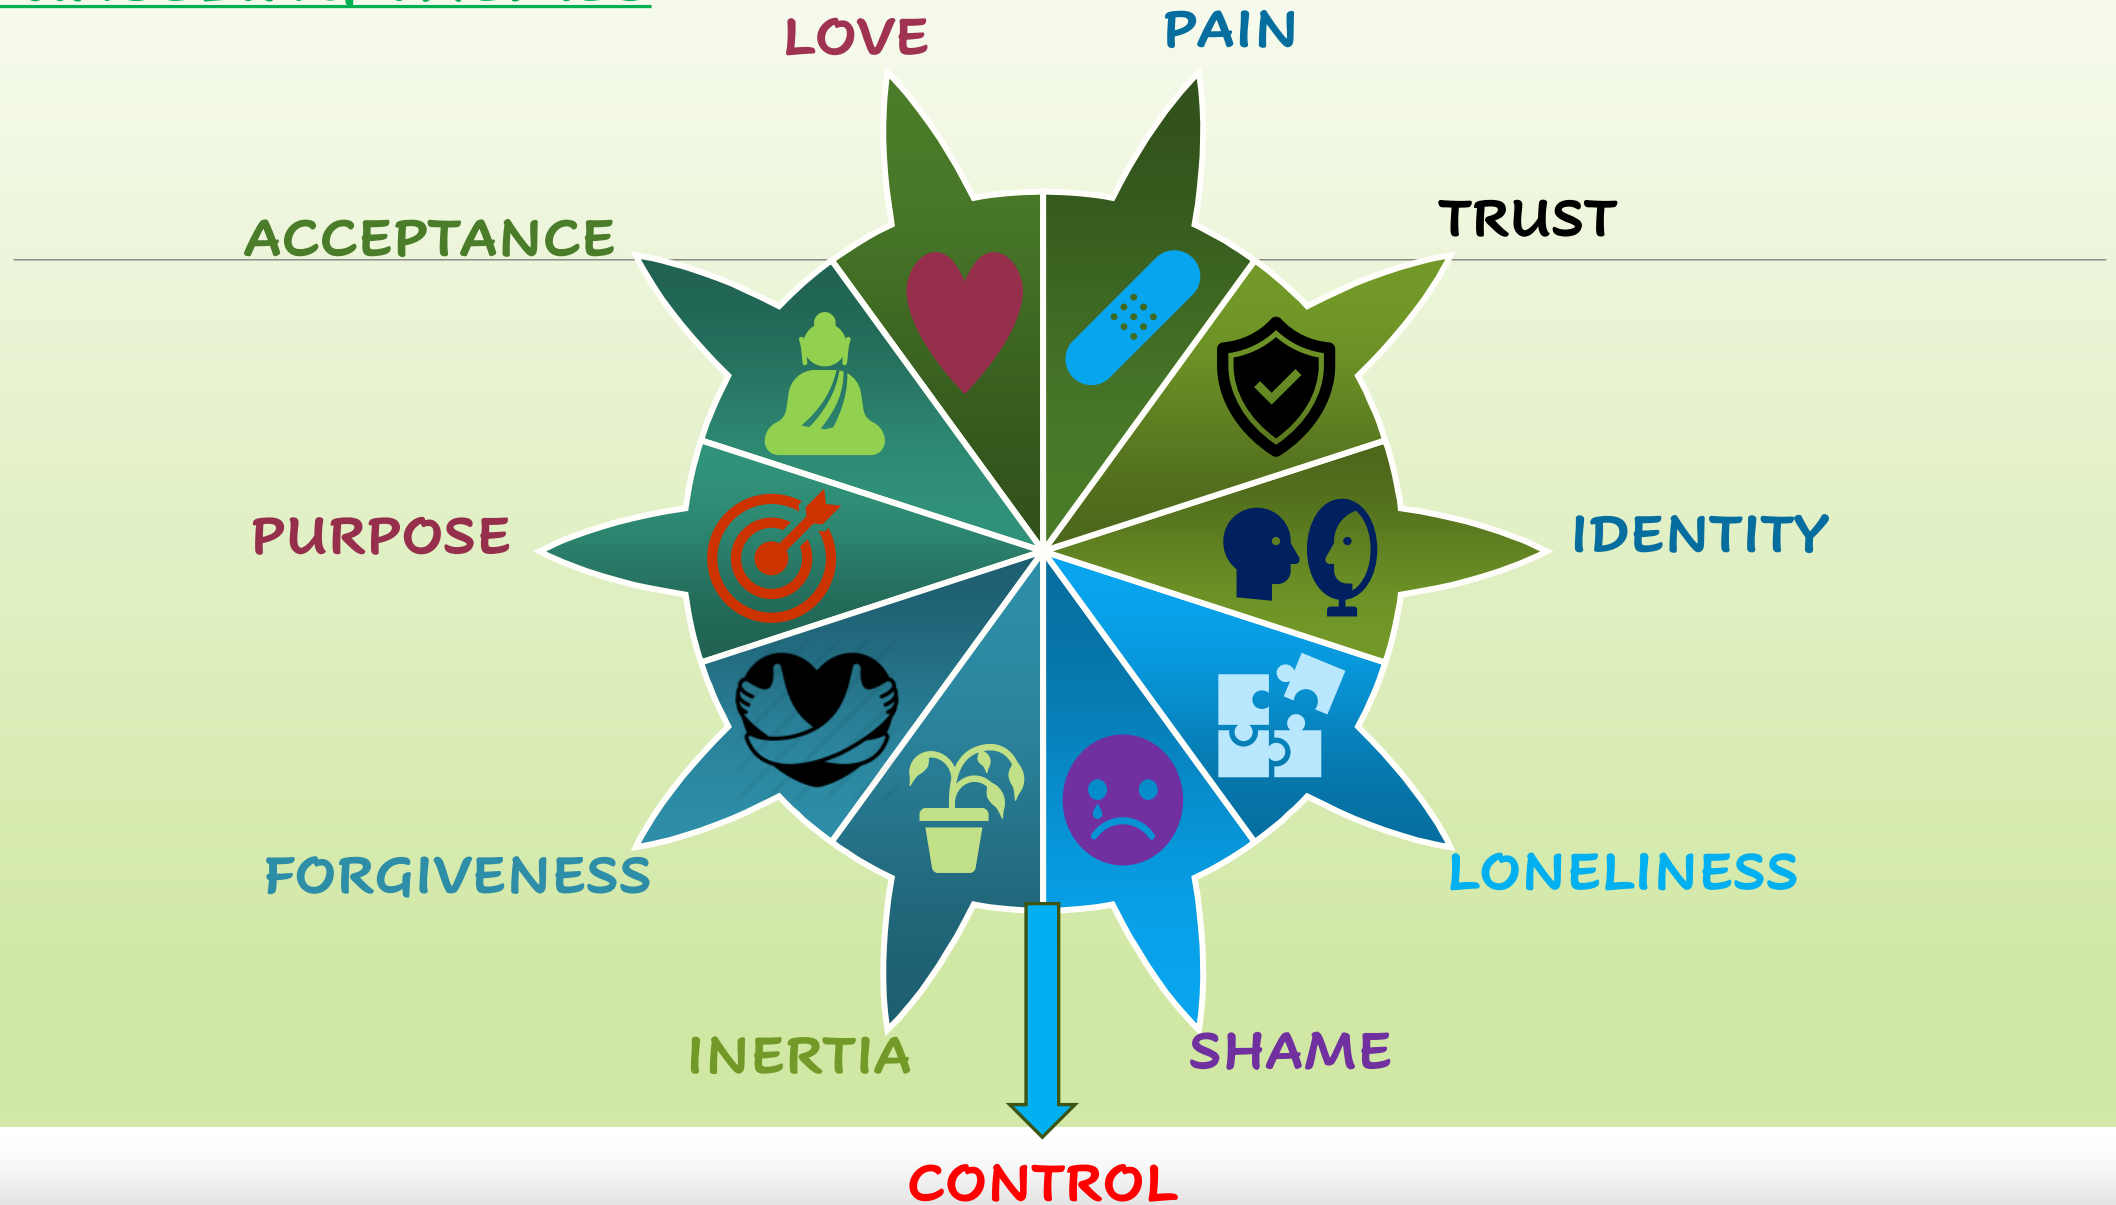 LOVE
PAIN
ACCEPTANCE
TRUST
PURPOSE
IDENTITY
FORGIVENESS
LONELINESS
INERTIA
SHAME
CONTROL